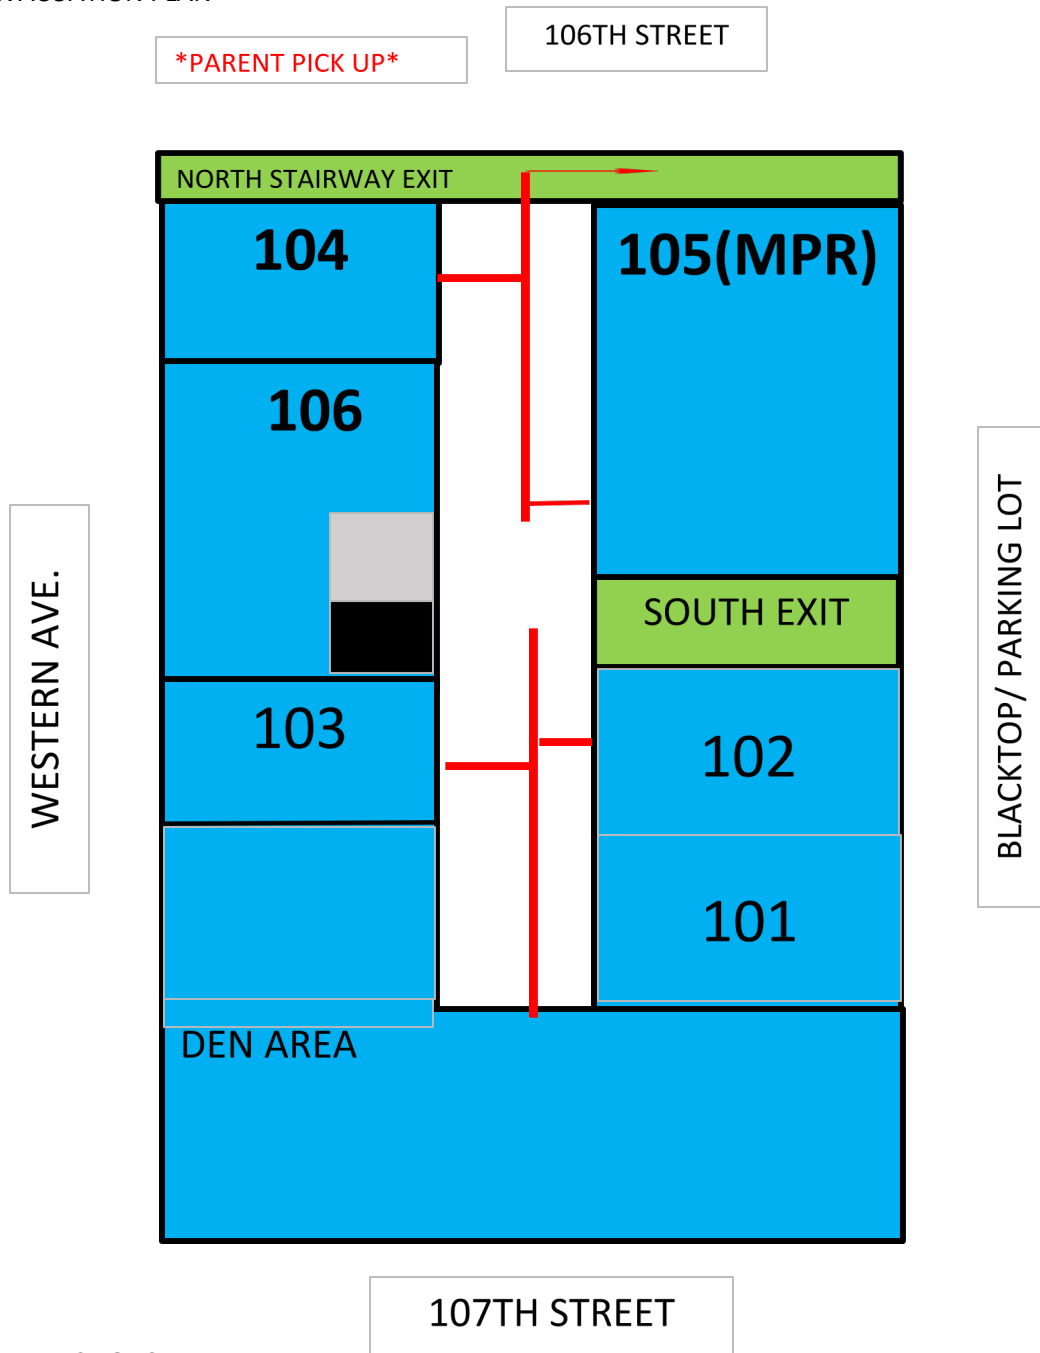 106TH STREET
*PARENT PICK UP*
NORTH STAIRWAY EXIT
104
105(MPR)
106
WESTERN AVE.
BLACKTOP/ PARKING LOT
SOUTH EXIT
103
102
101
DEN AREA
107TH STREET